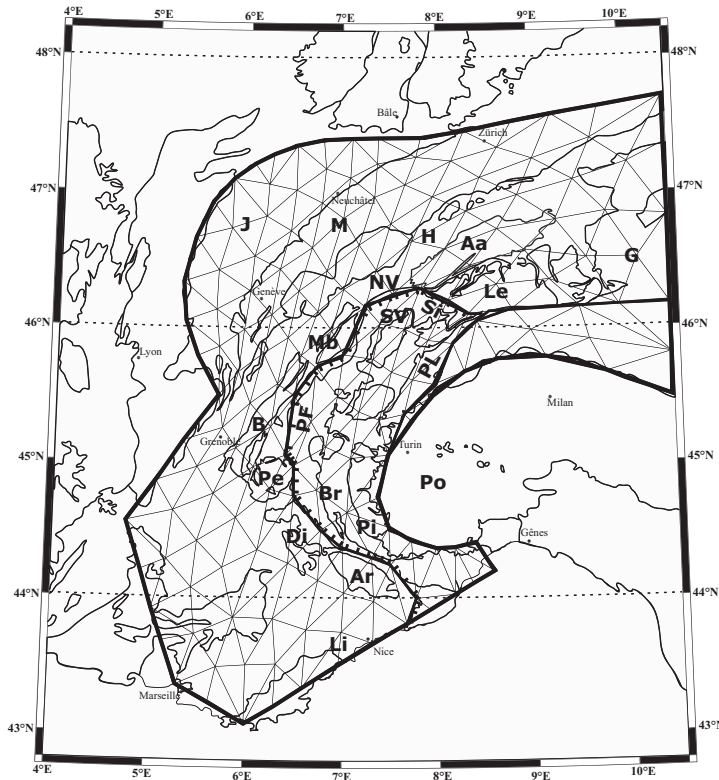 4°E 5°E 6°E 7°E 8°E 9°E 10°E
48°N 48°N
Bâle
Zürich
47°N 47°N
Neuchâtel
J M H Aa G
Genève NV Le
SV Si
46°N 46°N
Mb
Lyon
PL
Milan
PF
B
Grenoble Turin
45°N 45°N
Pe Br Po
Pi
Di Gênes
Ar
44°N 44°N
Li
Nice
Marseille
43°N 43°N
4°E 5°E 6°E 7°E 8°E 9°E 10°E